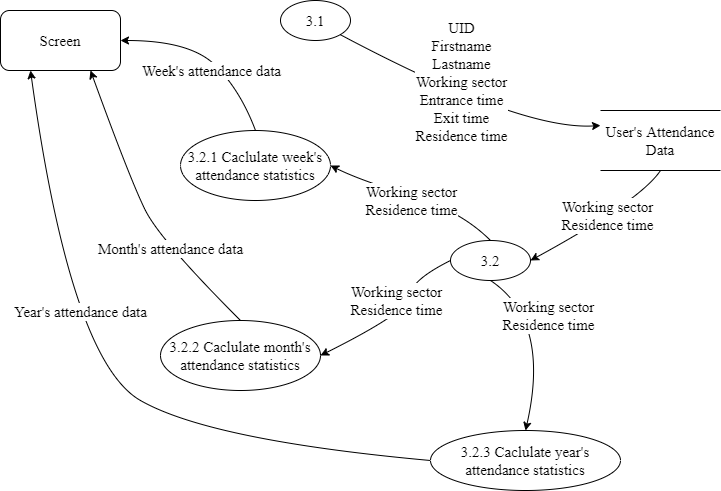 3.1
Screen
UID
Firstname
Lastname
Working sector
Entrance time
Exit time
Residence time
Week's attendance data
User's Attendance
Data
3.2.1 Caclulate week's
attendance statistics
Working sector
Residence time
Working sector
Residence time
Month's attendance data
3.2
Working sector
Residence time
Working sector
Residence time
Year's attendance data
3.2.2 Caclulate month's
attendance statistics
3.2.3 Caclulate year's
attendance statistics